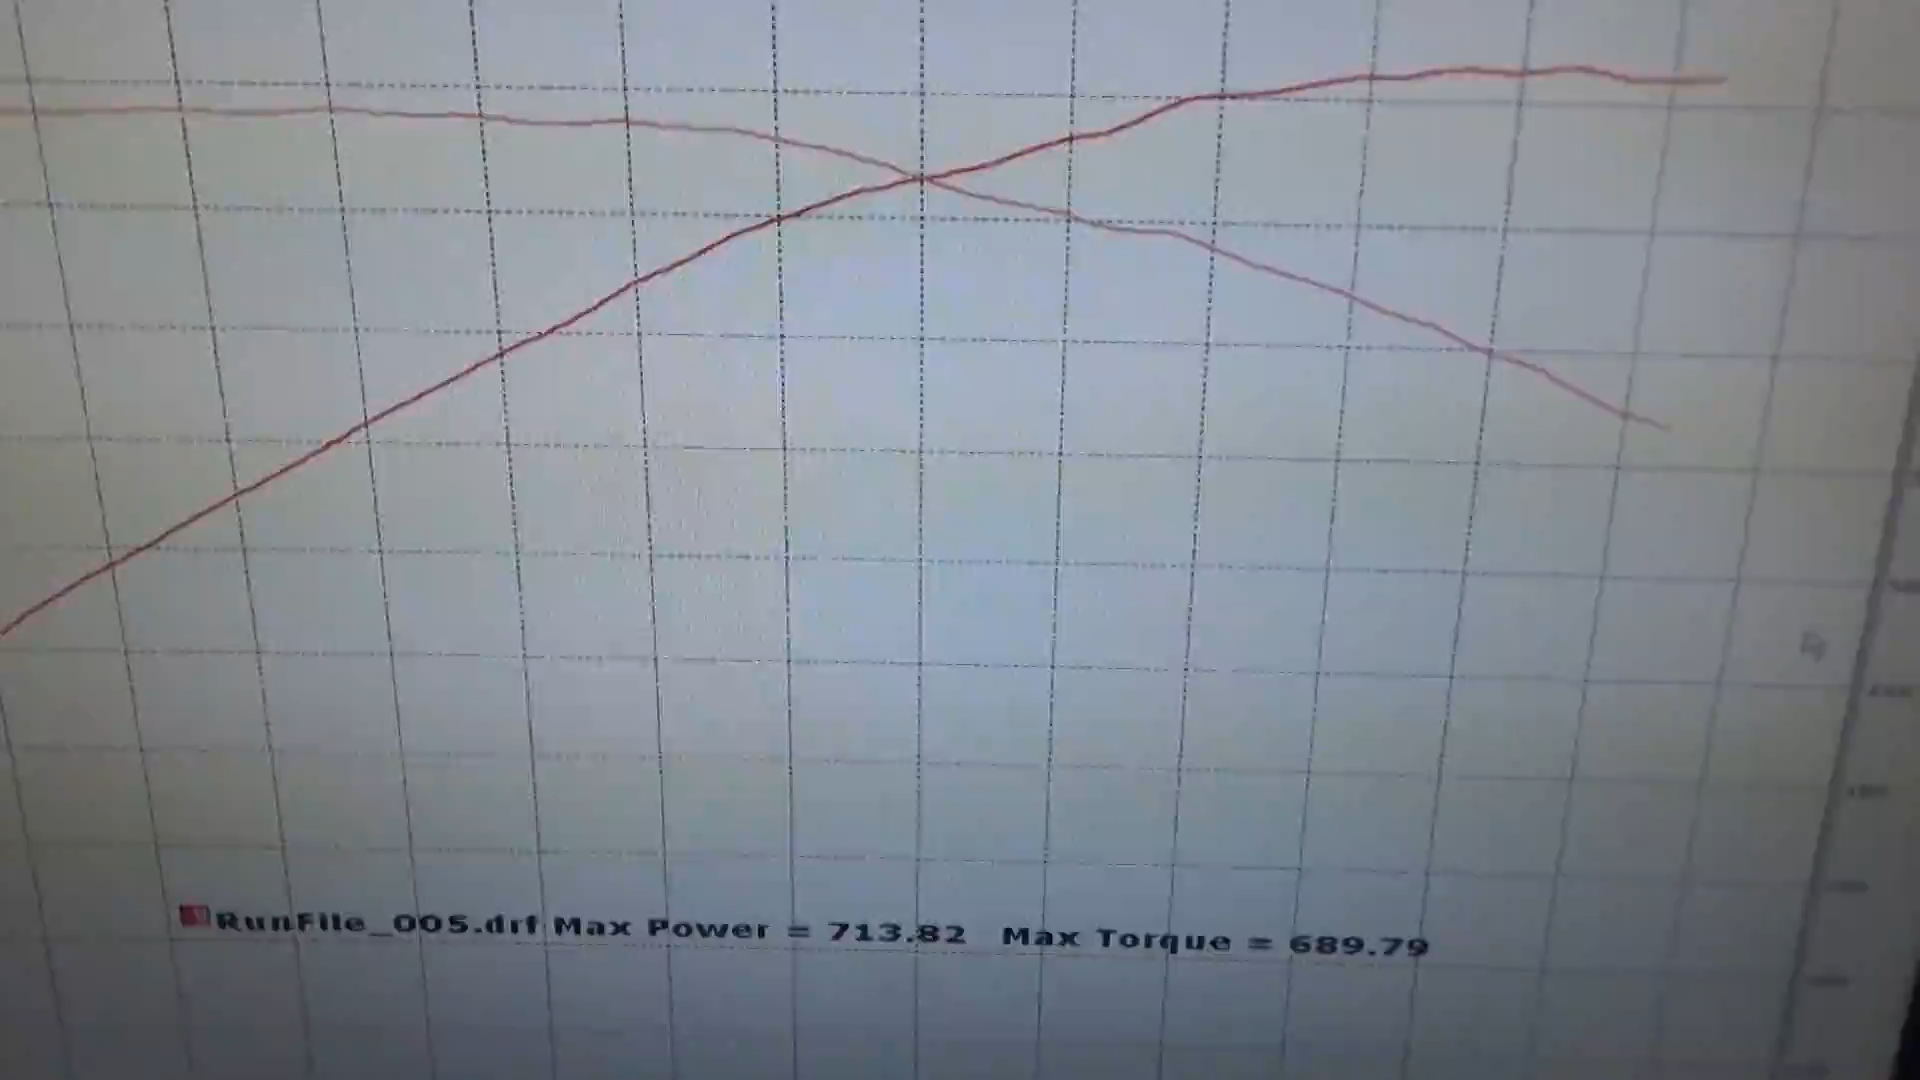 RunFile_005.drf Max Power = 713.82 Max Torque = 689.79